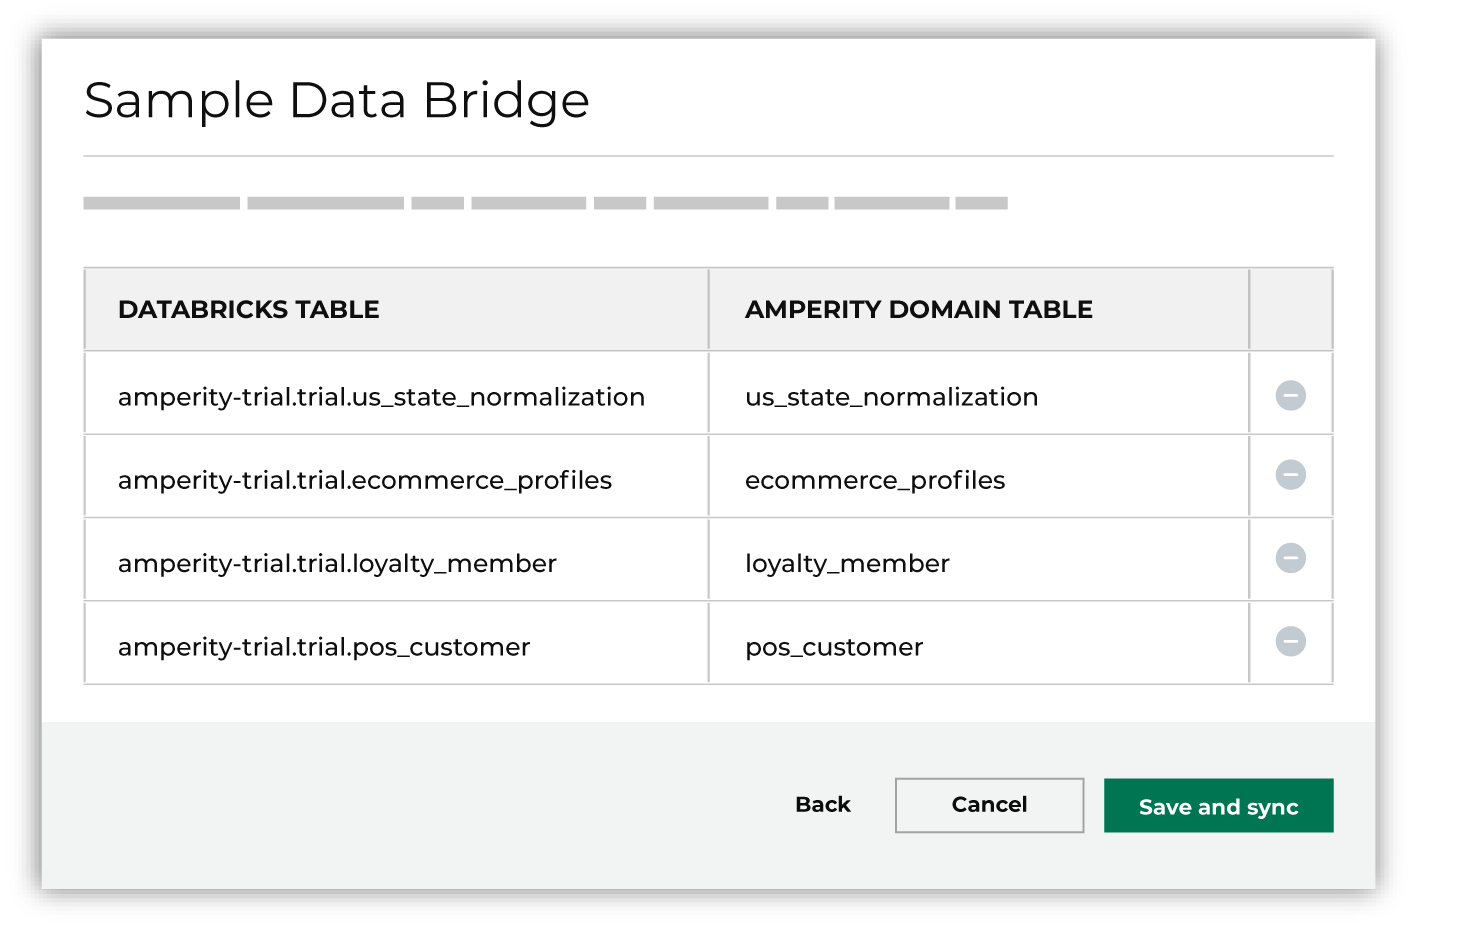 Sample Data Bridge
DATABRICKS TABLE AMPERITY DOMAIN TABLE
amperity-trial.trial.us_state_normalization us_state_normalization
amperity-trial.trial.ecommerce_profiles ecommerce_profiles
amperity-trial.trial.loyalty_member loyalty_member
amperity-trial.trial.pos_customer pos_customer
Back Cancel Save and sync